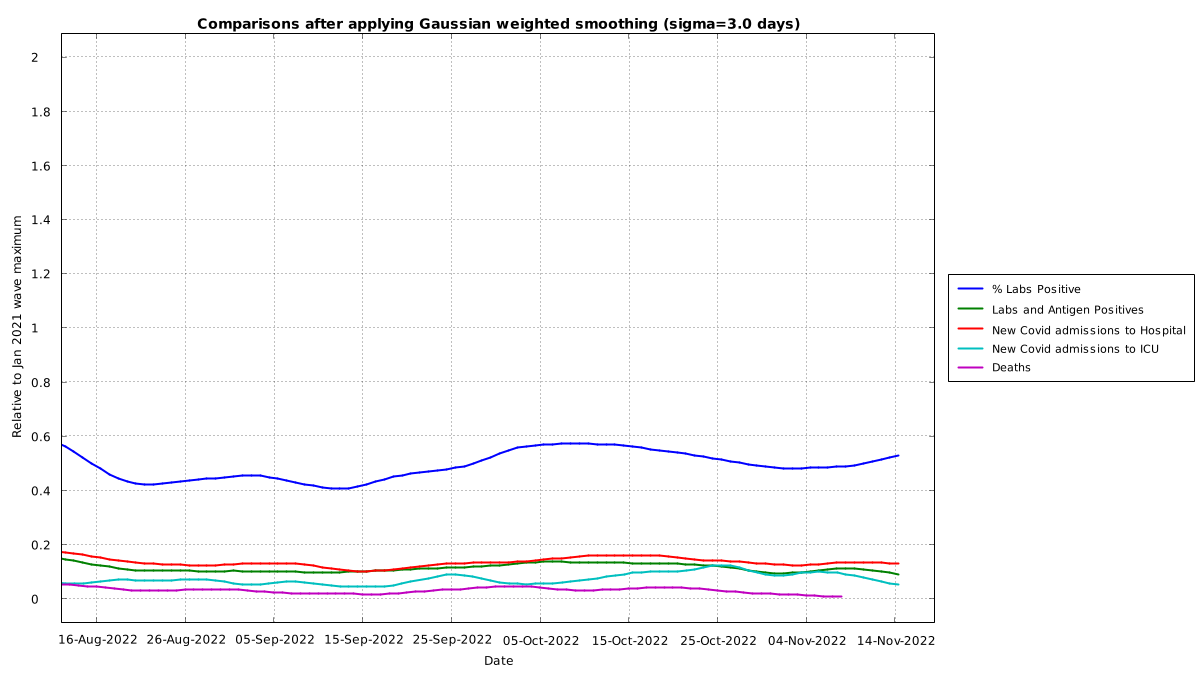 Comparisons after applying Gaussian weighted smoothing (sigma=3.0 days)
Relative to Jan 2021 wave maximum
2
1.8
1.6
1.4
1.2
1
0.8
0.6
0.4
0.2
0
16-Aug-2022 26-Aug-2022 05-Sep-2022 15-Sep-2022 25-Sep-2022 05-Oct-2022 15-Oct-2022 25-Oct-2022 04-Nov-2022 14-Nov-2022
Date
% Labs Positive
Labs and Antigen Positives
New Covid admissions to Hospital
New Covid admissions to ICU
Deaths